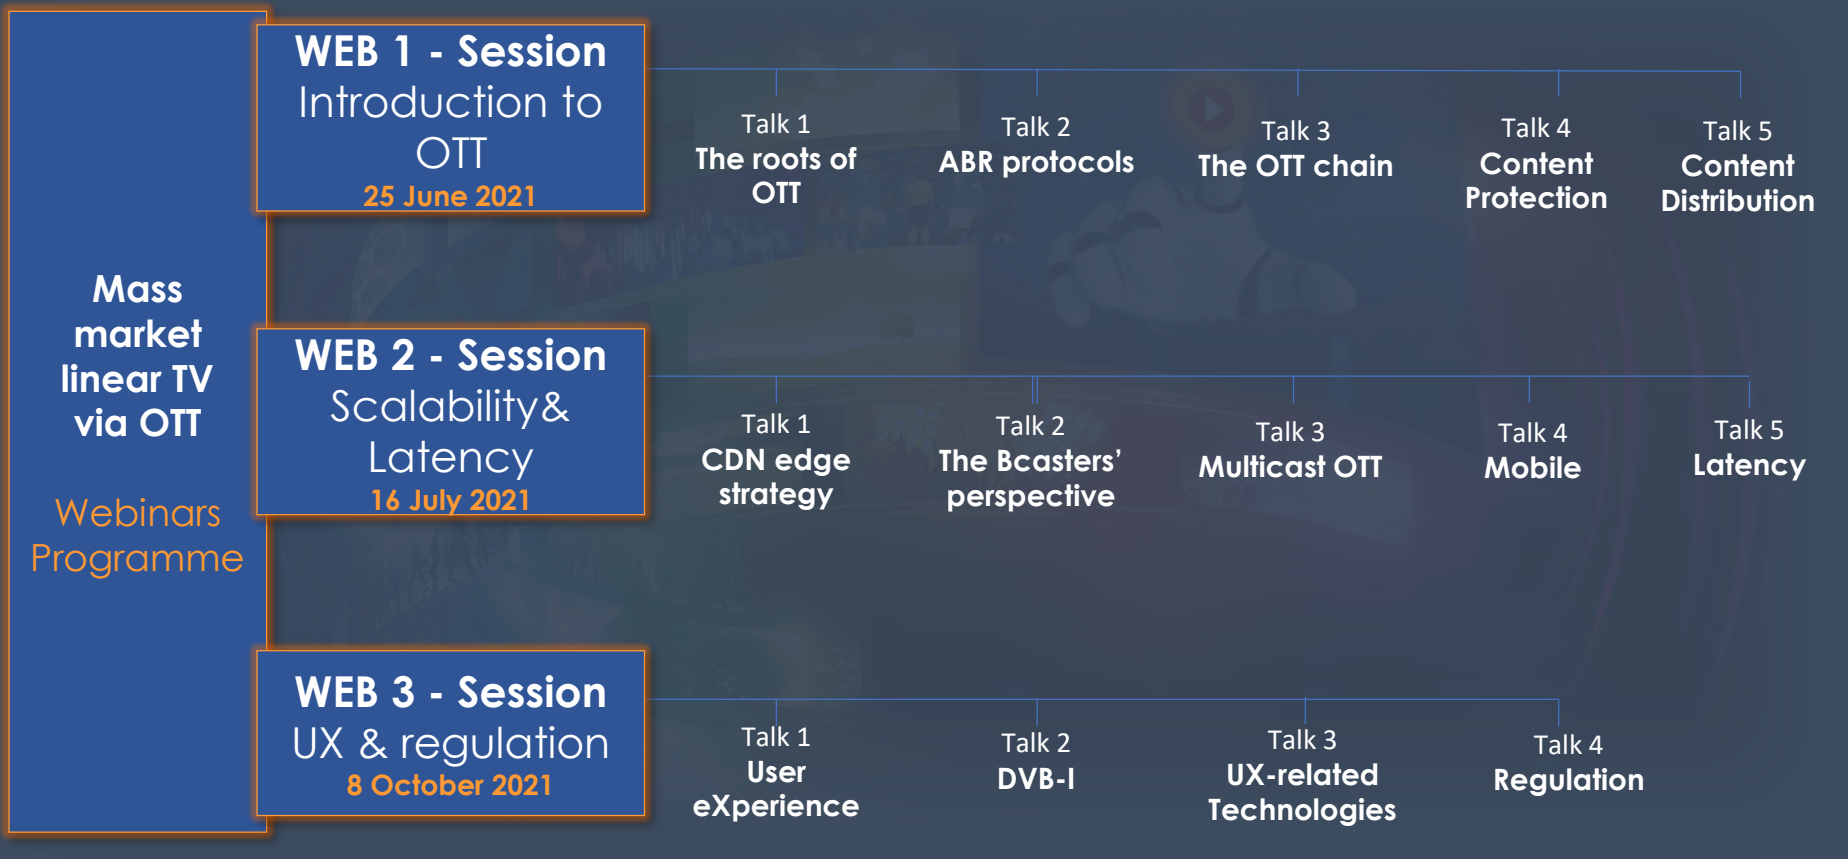 Mass
market
linear TV
via OTT
Webinars
Programme
WEB 1 - Session
Introduction to
OTT
25 June 2021
Talk 1
The roots of
OTT
Talk 2
ABR protocols
Talk 3
The OTT chain
Talk 4
Content
Protection
Talk 5
Content
Distribution
WEB 2 - Session
Scalability&
Latency
16 July 2021
Talk 1
CDN edge
strategy
Talk 2
The Bcasters’
perspective
Talk 3
Multicast OTT
Talk 4
Mobile
Talk 5
Latency
WEB 3 - Session
UX & regulation
8 October 2021
Talk 1
User
eXperience
Talk 2
DVB-I
Talk 3
UX-related
Technologies
Talk 4
Regulation